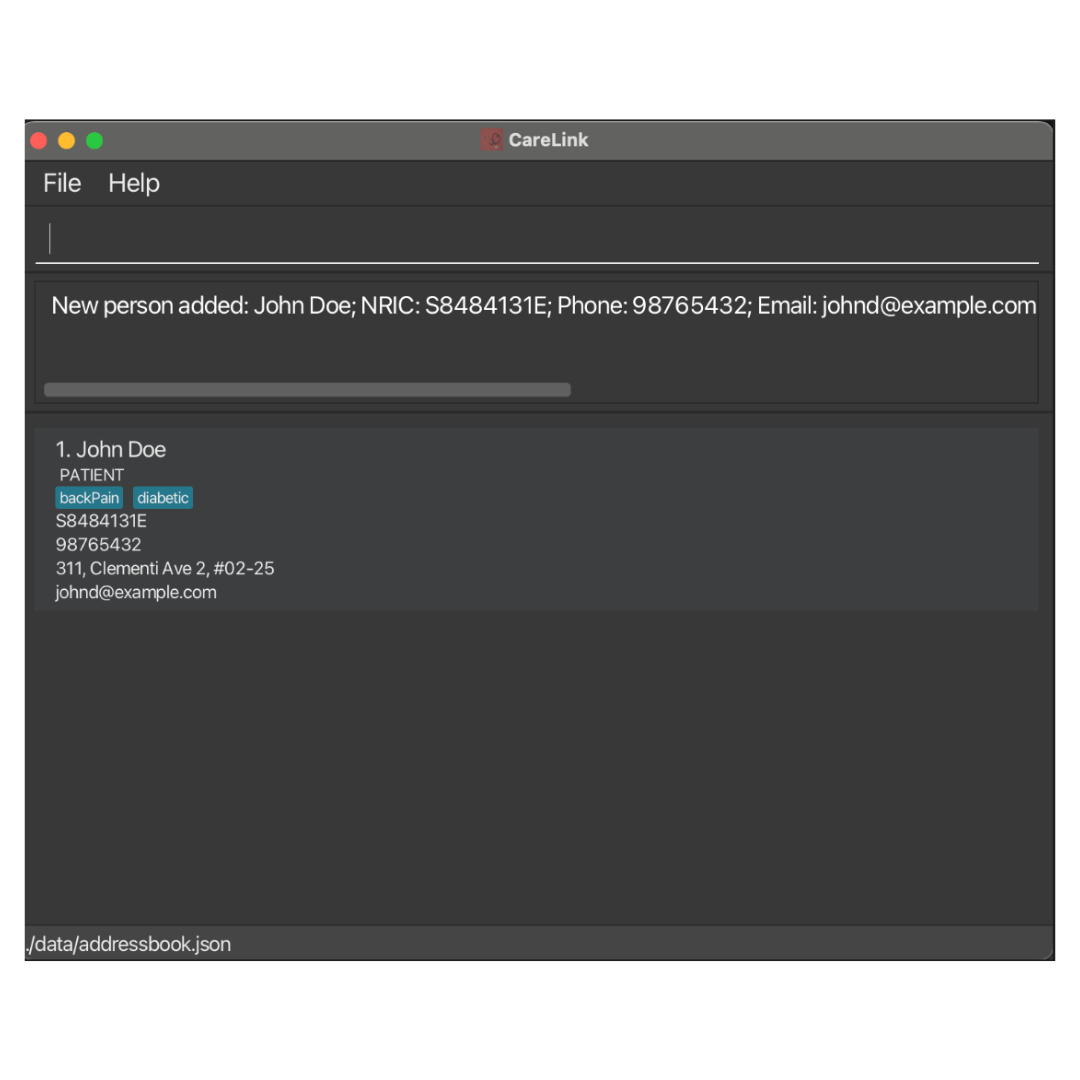 CareLink
File Help
New person added: John Doe; NRIC: S8484131E; Phone: 98765432; Email: johnd@example.com
1. John Doe
PATIENT
backPain diabetic
S8484131E
98765432
311, Clementi Ave 2, #02-25
johnd@example.com
./data/addressbook.json